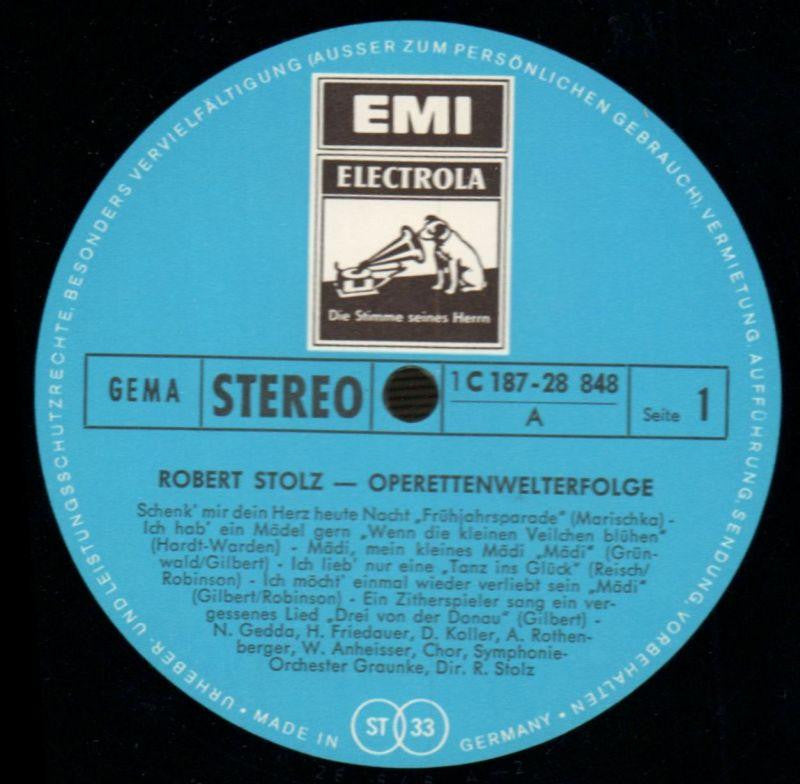 URHEBER- UND LEISTUNGSSCHUTZRECHTE, BESONDERS VERVIELFÄLTIGUNG (AUSSER ZUM PERSÖNLICHEN GEBRAUCH), VERMIETUNG, AUFFÜHRUNG, SENDUNG, VORBEHALTEN • MADE IN GERMANY •
EMI
ELECTROLA
Die Stimme seines Herrn
GEMA
STEREO
1 C 187-28 848
A
Seite 1
ROBERT STOLZ — OPERETTENWELTERFOLGE
Schenk' mir dein Herz heute Nacht „Frühjahrsparade" (Marischka) -
Ich hab' ein Mädel gern „Wenn die kleinen Veilchen blühen"
(Hardt-Warden) - Mädi, mein kleines Mädi „Mädi" (Grün-
wald/Gilbert) - Ich lieb' nur eine „Tanz ins Glück" (Reisch/
Robinson) - Ich möcht' einmal wieder verliebt sein „Mädi"
(Gilbert/Robinson) - Ein Zitherspieler sang ein ver-
gessenes Lied „Drei von der Donau" (Gilbert) -
N. Gedda, H. Friedauer, D. Koller, A. Rothen-
berger, W. Anheisser, Chor, Symphonie-
Orchester Graunke, Dir. R. Stolz
ST 33